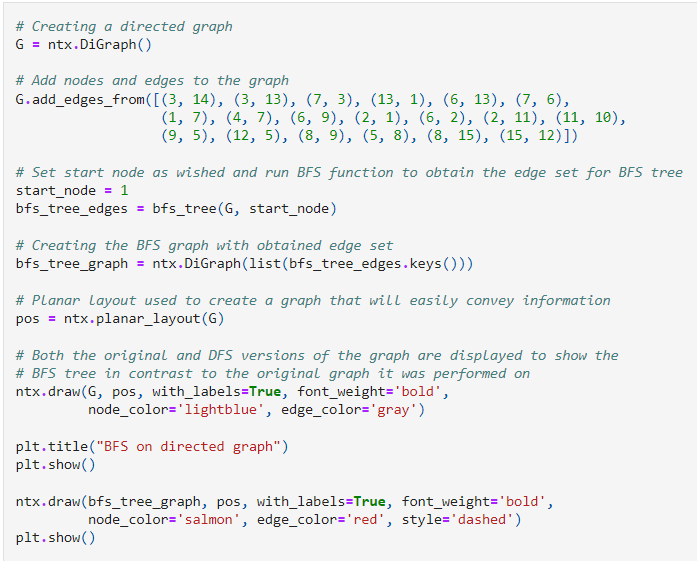 # Creating a directed graph
G = ntx.DiGraph()
# Add nodes and edges to the graph
G.add_edges_from([(3, 14), (3, 13), (7, 3), (13, 1), (6, 13), (7, 6),
(1, 7), (4, 7), (6, 9), (2, 1), (6, 2), (2, 11), (11, 10),
(9, 5), (12, 5), (8, 9), (5, 8), (8, 15), (15, 12)])
# Set start node as wished and run BFS function to obtain the edge set for BFS tree
start_node = 1
bfs_tree_edges = bfs_tree(G, start_node)
# Creating the BFS graph with obtained edge set
bfs_tree_graph = ntx.DiGraph(list(bfs_tree_edges.keys()))
# Planar layout used to create a graph that will easily convey information
pos = ntx.planar_layout(G)
# Both the original and DFS versions of the graph are displayed to show the
# BFS tree in contrast to the original graph it was performed on
ntx.draw(G, pos, with_labels=True, font_weight='bold',
node_color='lightblue', edge_color='gray')
plt.title("BFS on directed graph")
plt.show()
ntx.draw(bfs_tree_graph, pos, with_labels=True, font_weight='bold',
node_color='salmon', edge_color='red', style='dashed')
plt.show()